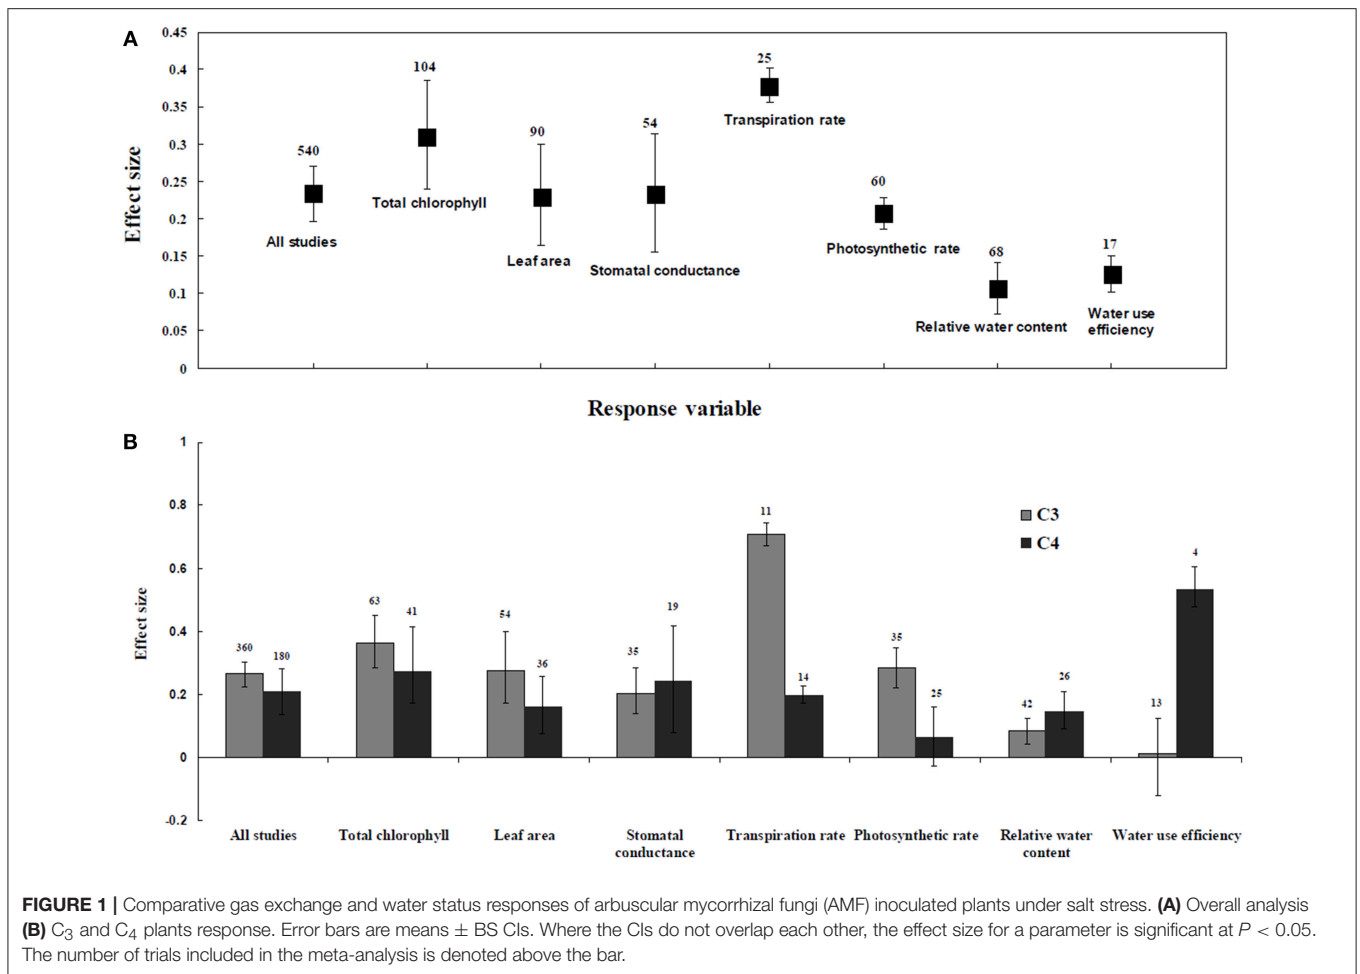 A
0.45
0.4
0.35
0.3
0.25
0.2
0.15
0.1
0.05
0
Effect size
540
All studies
104
Total chlorophyll
90
Leaf area
54
Stomatal conductance
25
Transpiration rate
60
Photosynthetic rate
68
Relative water content
17
Water use
efficiency
Response variable
B
1
0.8
0.6
0.4
0.2
0
-0.2
Effect size
C3
C4
360
180
63
41
54
36
35
19
11
14
35
25
42
26
13
4
All studies
Total chlorophyll
Leaf area
Stomatal
conductance
Transpiration rate
Photosynthetic rate
Relative water
content
Water use efficiency
FIGURE 1 | Comparative gas exchange and water status responses of arbuscular mycorrhizal fungi (AMF) inoculated plants under salt stress. (A) Overall analysis
(B) C3 and C4 plants response. Error bars are means ± BS CIs. Where the CIs do not overlap each other, the effect size for a parameter is significant at P < 0.05.
The number of trials included in the meta-analysis is denoted above the bar.